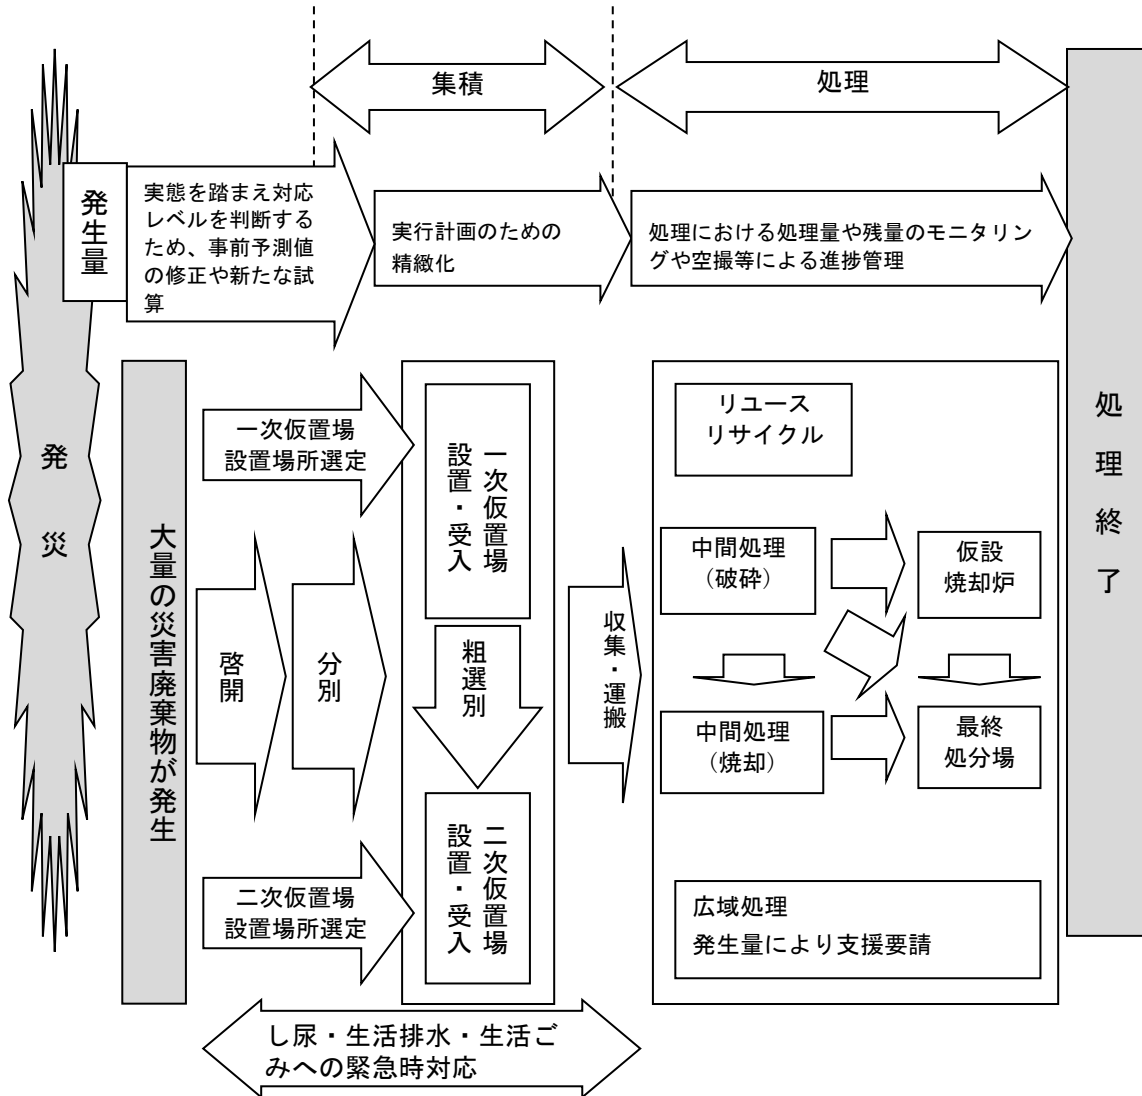 集積
処理
発生量
実態を踏まえ対応
レベルを判断する
ため、事前予測値
の修正や新たな試
算
実行計画のための
精緻化
処理における処理量や残量のモニタリン
グや空撮等による進捗管理
発災
大量の災害廃棄物が発生
一次仮置場
設置場所選定
啓開
分別
二次仮置場
設置場所選定
一次仮置場
設置・受入
粗選別
二次仮置場
設置・受入
収集・運搬
リユース
リサイクル
中間処理
（破砕）
仮設
焼却炉
中間処理
（焼却）
最終
処分場
広域処理
発生量により支援要請
処理終了
し尿・生活排水・生活ご
みへの緊急時対応